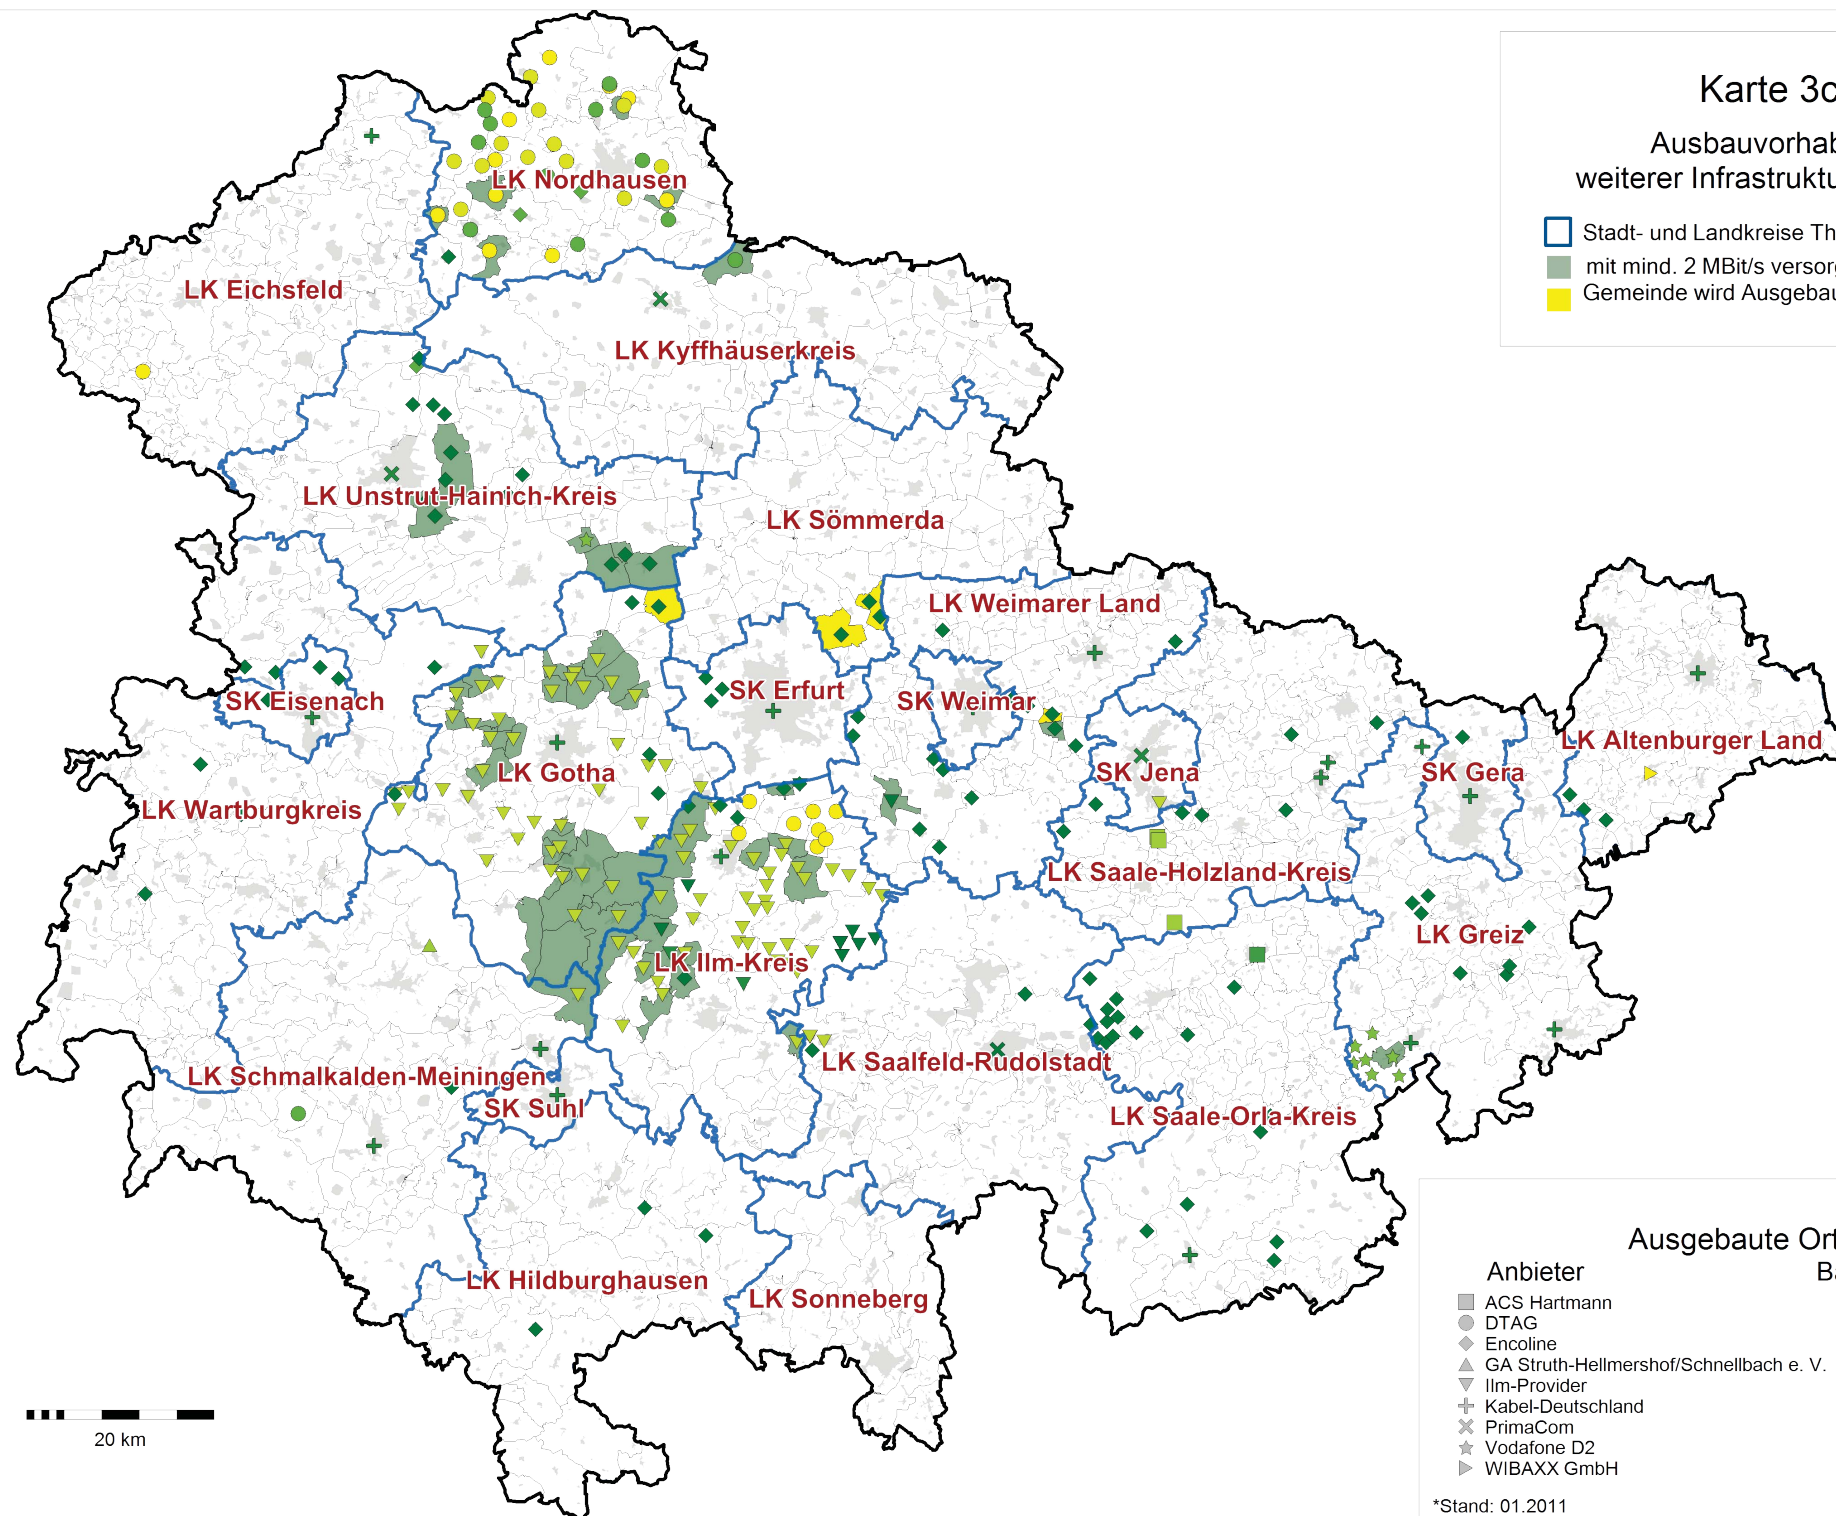 Karte 3c
Ausbauvorhab
weiterer Infrastruktu
Stadt- und Landkreise Th
mit mind. 2 MBit/s versorg
Gemeinde wird Ausgebau
LK Nordhausen
LK Eichsfeld
LK Kyffhäuserkreis
LK Unstrut-Hainich-Kreis
LK Sömmerda
LK Weimarer Land
SK Eisenach
SK Erfurt
SK Weimar
LK Altenburger Land
LK Gotha
SK Jena
SK Gera
LK Wartburgkreis
LK Saale-Holzland-Kreis
LK Greiz
LK Ilm-Kreis
LK Saalfeld-Rudolstadt
LK Schmalkalden-Meiningen
SK Suhl
LK Saale-Orla-Kreis
LK Hildburghausen
LK Sonneberg
20 km
Ausgebaute Ort
Anbieter Ba
ACS Hartmann
DTAG
Encoline
GA Struth-Hellmershof/Schnellbach e. V.
Ilm-Provider
Kabel-Deutschland
PrimaCom
Vodafone D2
WIBAXX GmbH
*Stand: 01.2011